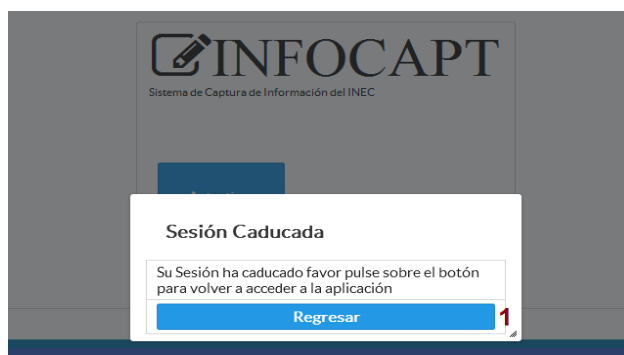 INFOCAPT
Sistema de Captura de Información del INEC
Sesión Caducada
Su Sesión ha caducado favor pulse sobre el botón
para volver a acceder a la aplicación
Regresar 1